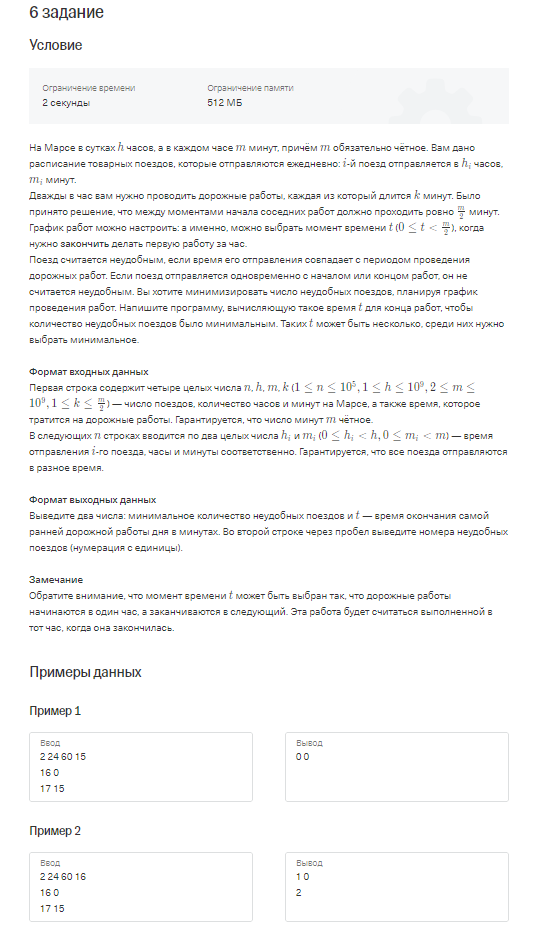 6 задание
Условие
Ограничение времени
2 секунды
Ограничение памяти
512 МБ
На Марсе в сутках h часов, а в каждом часе m минут, причём m обязательно чётное. Вам дано
расписание товарных поездов, которые отправляются ежедневно: i-й поезд отправляется в h_i часов,
m_i минут.
Дважды в час вам нужно проводить дорожные работы, каждая из который длится k минут. Было
принято решение, что между моментами начала соседних работ должно проходить ровно m/2 минут.
График работ можно настроить: а именно, можно выбрать момент времени t (0 ≤ t < m/2), когда
нужно закончить делать первую работу за час.
Поезд считается неудобным, если время его отправления совпадает с периодом проведения
дорожных работ. Если поезд отправляется одновременно с началом или концом работ, он не
считается неудобным. Вы хотите минимизировать число неудобных поездов, планируя график
проведения работ. Напишите программу, вычисляющую такое время t для конца работ, чтобы
количество неудобных поездов было минимальным. Таких t может быть несколько, среди них нужно
выбрать минимальное.
Формат входных данных
Первая строка содержит четыре целых числа n, h, m, k (1 ≤ n ≤ 10^5, 1 ≤ h ≤ 10^9, 2 ≤ m ≤
10^9, 1 ≤ k ≤ m/2) — число поездов, количество часов и минут на Марсе, а также время, которое
тратится на дорожные работы. Гарантируется, что число минут m чётное.
В следующих n строках вводится по два целых числа h_i и m_i (0 ≤ h_i < h, 0 ≤ m_i < m) — время
отправления i-го поезда, часы и минуты соответственно. Гарантируется, что все поезда отправляются
в разное время.
Формат выходных данных
Выведите два числа: минимальное количество неудобных поездов и t — время окончания самой
ранней дорожной работы дня в минутах. Во второй строке через пробел выведите номера неудобных
поездов (нумерация с единицы).
Замечание
Обратите внимание, что момент времени t может быть выбран так, что дорожные работы
начинаются в один час, а заканчиваются в следующий. Эта работа будет считаться выполненной в
тот час, когда она закончилась.
Примеры данных
Пример 1
Ввод
2 24 60 15
16 0
17 15
Вывод
0 0
Пример 2
Ввод
2 24 60 16
16 0
17 15
Вывод
1 0
2